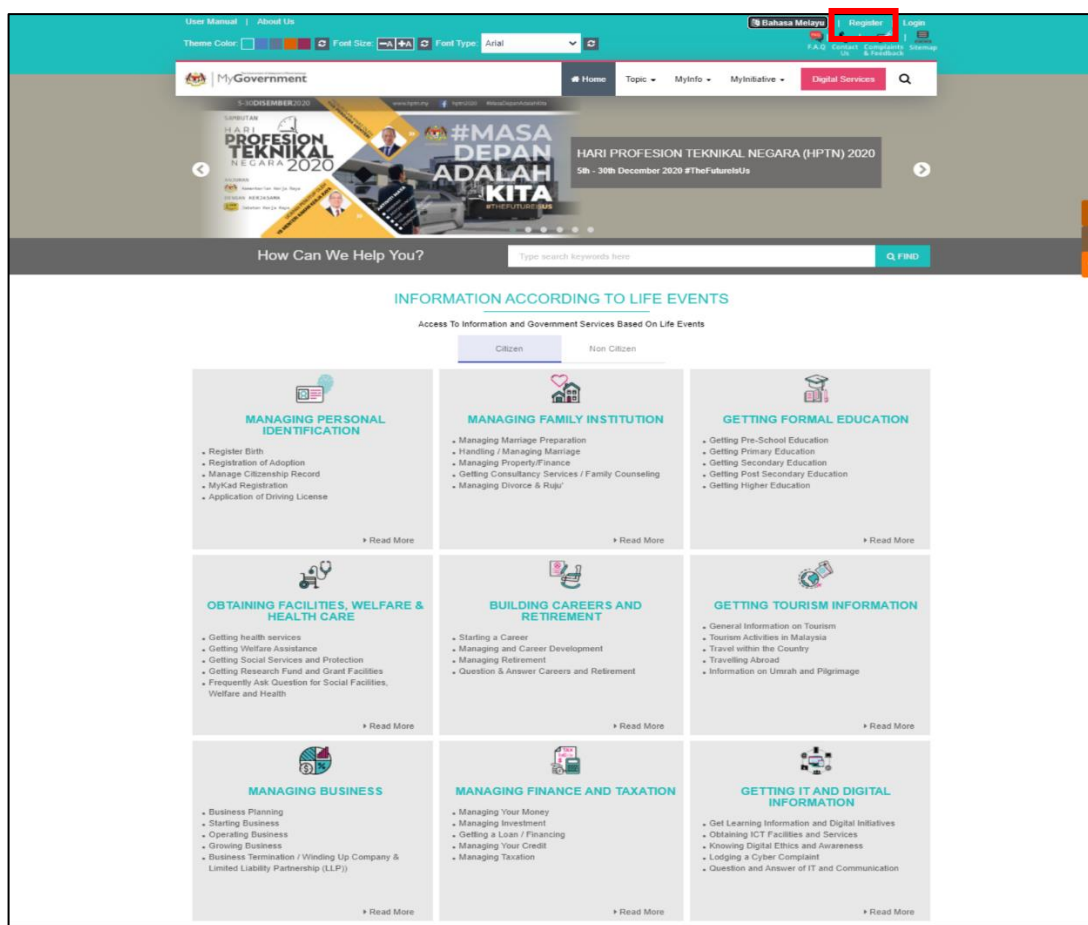 User Manual | About Us
Bahasa Melayu | Register Login
Theme Color: Font Size: -A +A Font Type: Arial
F.A.Q Contact Us Complaints & Feedback Sitemap
MyGovernment
Home Topic MyInfo MyInitiative Digital Services
5-30DISEMBER2020
SAMBUTAN
HARI
PROFESION
TEKNIKAL
NEGARA 2020
#MASA
DEPAN
ADALAH
KITA
#THEFUTUREISUS
HARI PROFESION TEKNIKAL NEGARA (HPTN) 2020
5th - 30th December 2020 #TheFutureIsUs
How Can We Help You?
Type search keywords here
FIND
INFORMATION ACCORDING TO LIFE EVENTS
Access To Information and Government Services Based On Life Events
Citizen Non Citizen
MANAGING PERSONAL
IDENTIFICATION
Register Birth
Registration of Adoption
Manage Citizenship Record
MyKad Registration
Application of Driving License
Read More
MANAGING FAMILY INSTITUTION
Managing Marriage Preparation
Handling / Managing Marriage
Managing Property/Finance
Getting Consultancy Services / Family Counseling
Managing Divorce & Ruju'
Read More
GETTING FORMAL EDUCATION
Getting Pre-School Education
Getting Primary Education
Getting Secondary Education
Getting Post Secondary Education
Getting Higher Education
Read More
OBTAINING FACILITIES, WELFARE &
HEALTH CARE
Getting health services
Getting Welfare Assistance
Getting Social Services and Protection
Getting Research Fund and Grant Facilities
Frequently Ask Question for Social Facilities,
Welfare and Health
Read More
BUILDING CAREERS AND
RETIREMENT
Starting a Career
Managing and Career Development
Managing Retirement
Question & Answer Careers and Retirement
Read More
GETTING TOURISM INFORMATION
General Information on Tourism
Tourism Activities in Malaysia
Travel within the Country
Travelling Abroad
Information on Umrah and Pilgrimage
Read More
MANAGING BUSINESS
Business Planning
Starting Business
Operating Business
Growing Business
Business Termination / Winding Up Company &
Limited Liability Partnership (LLP))
Read More
MANAGING FINANCE AND TAXATION
Managing Your Money
Managing Investment
Getting a Loan / Financing
Managing Your Credit
Managing Taxation
Read More
GETTING IT AND DIGITAL
INFORMATION
Get Learning Information and Digital Initiatives
Obtaining ICT Facilities and Services
Knowing Digital Ethics and Awareness
Lodging a Cyber Complaint
Question and Answer of IT and Communication
Read More